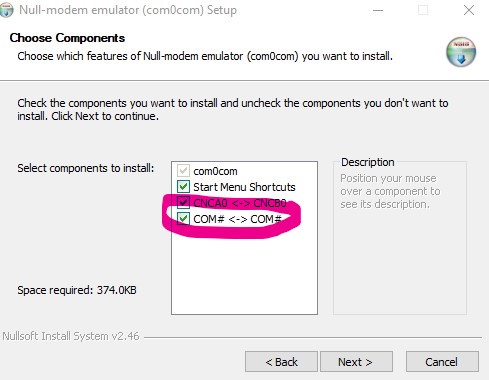 Null-modem emulator (com0com) Setup
Choose Components
Choose which features of Null-modem emulator (com0com) you want to install.
Check the components you want to install and uncheck the components you don't want to
install. Click Next to continue.
Select components to install:
com0com
Start Menu Shortcuts
CNCA0 <-> CNCB0
COM# <-> COM#
Description
Position your mouse
over a component to
see its description.
Space required: 374.0KB
Nullsoft Install System v2.46
< Back
Next >
Cancel